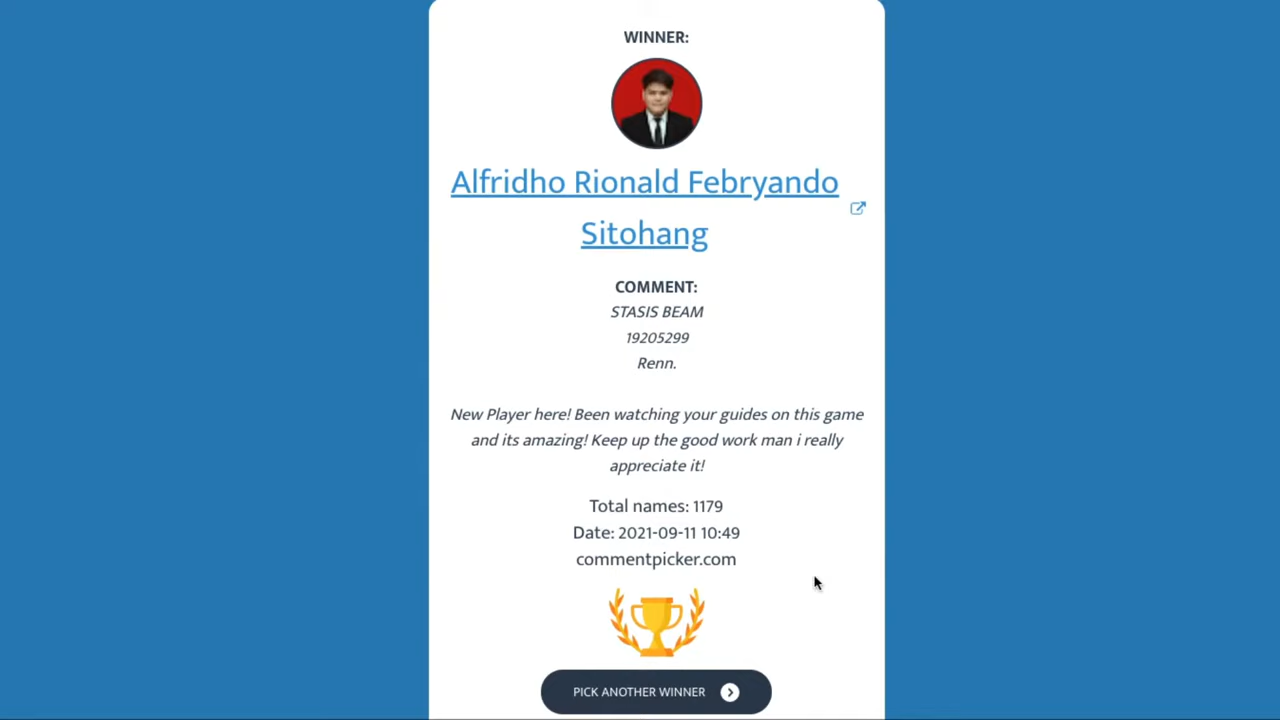 WINNER:
Alfridho Rionald Febryando
Sitohang
COMMENT:
STASIS BEAM
19205299
Renn.
New Player here! Been watching your guides on this game
and its amazing! Keep up the good work man i really
appreciate it!
Total names: 1179
Date: 2021-09-11 10:49
commentpicker.com
PICK ANOTHER WINNER